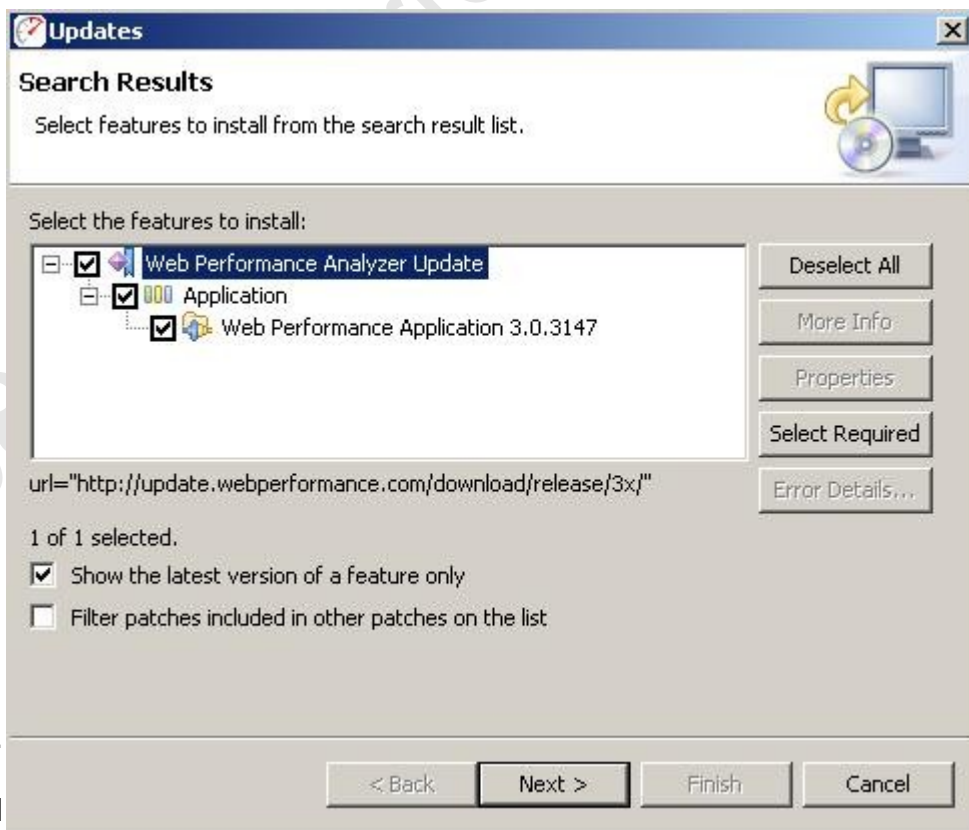 Updates
Search Results
Select features to install from the search result list.
Select the features to install:
Web Performance Analyzer Update
Application
Web Performance Application 3.0.3147
Deselect All
More Info
Properties
Select Required
Error Details...
url="http://update.webperformance.com/download/release/3x/"
1 of 1 selected.
Show the latest version of a feature only
Filter patches included in other patches on the list
< Back
Next >
Finish
Cancel